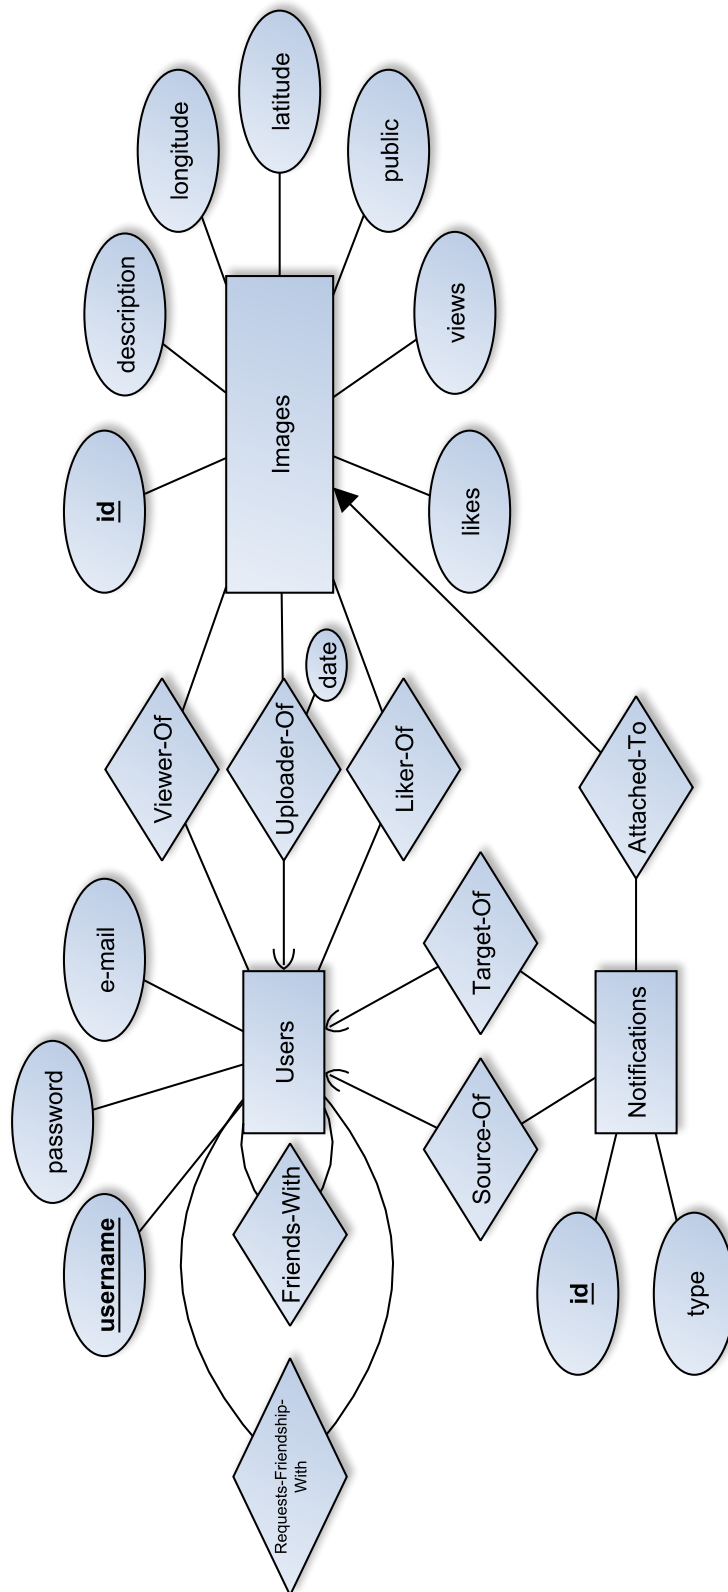 latitude
longitude
public
description
views
Images
id
likes
date
Viewer-Of
Uploader-Of
Liker-Of
Attached-To
e-mail
Target-Of
Users
Notifications
password
Source-Of
Friends-With
username
id
type
Requests-Friendship-
With